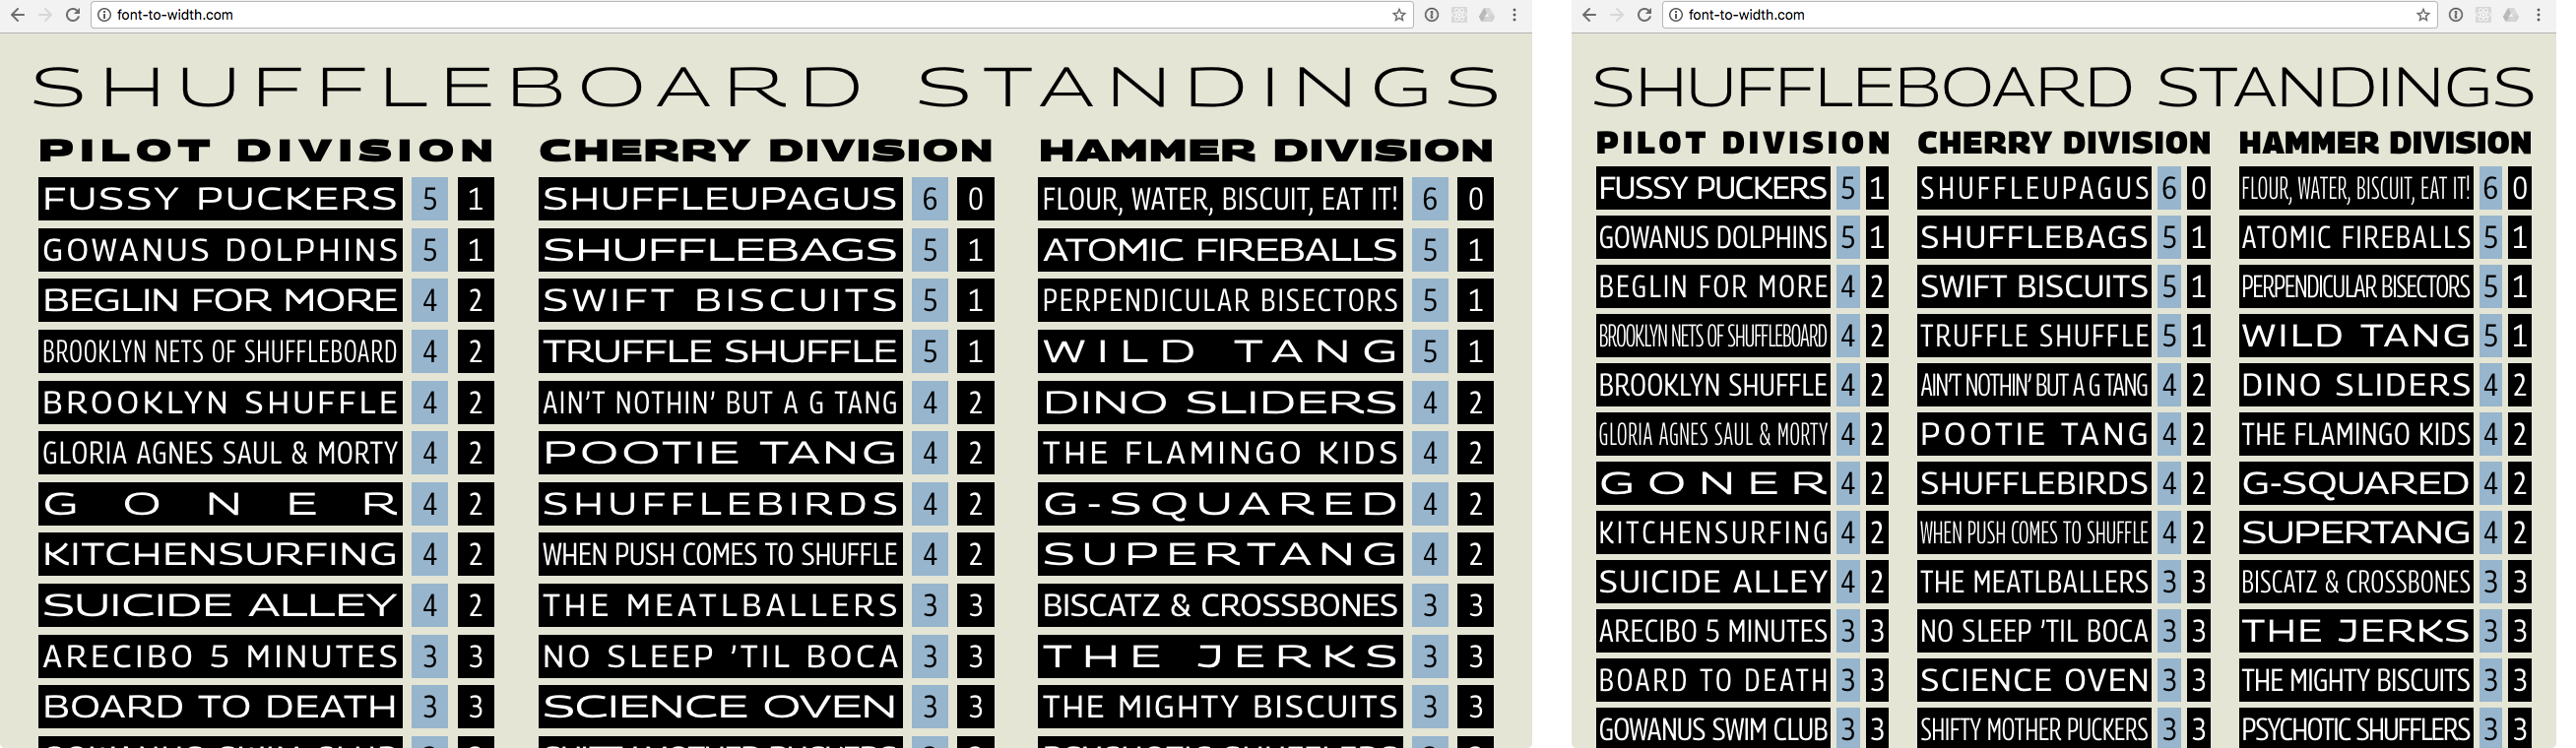 font-to-width.com
SHUFFLEBOARD STANDINGS
PILOT DIVISION
FUSSY PUCKERS 5 1
GOWANUS DOLPHINS 5 1
BEGLIN FOR MORE 4 2
BROOKLYN NETS OF SHUFFLEBOARD 4 2
BROOKLYN SHUFFLE 4 2
GLORIA AGNES SAUL & MORTY 4 2
GONER 4 2
KITCHENSURFING 4 2
SUICIDE ALLEY 4 2
ARECIBO 5 MINUTES 3 3
BOARD TO DEATH 3 3
CHERRY DIVISION
SHUFFLEUPAGUS 6 0
SHUFFLEBAGS 5 1
SWIFT BISCUITS 5 1
TRUFFLE SHUFFLE 5 1
AIN’T NOTHIN’ BUT A G TANG 4 2
POOTIE TANG 4 2
SHUFFLEBIRDS 4 2
WHEN PUSH COMES TO SHUFFLE 4 2
THE MEATLBALLERS 3 3
NO SLEEP ’TIL BOCA 3 3
SCIENCE OVEN 3 3
HAMMER DIVISION
FLOUR, WATER, BISCUIT, EAT IT! 6 0
ATOMIC FIREBALLS 5 1
PERPENDICULAR BISECTORS 5 1
WILD TANG 5 1
DINO SLIDERS 4 2
THE FLAMINGO KIDS 4 2
G-SQUARED 4 2
SUPERTANG 4 2
BISCATZ & CROSSBONES 3 3
THE JERKS 3 3
THE MIGHTY BISCUITS 3 3
font-to-width.com
SHUFFLEBOARD STANDINGS
PILOT DIVISION
FUSSY PUCKERS 5 1
GOWANUS DOLPHINS 5 1
BEGLIN FOR MORE 4 2
BROOKLYN NETS OF SHUFFLEBOARD 4 2
BROOKLYN SHUFFLE 4 2
GLORIA AGNES SAUL & MORTY 4 2
GONER 4 2
KITCHENSURFING 4 2
SUICIDE ALLEY 4 2
ARECIBO 5 MINUTES 3 3
BOARD TO DEATH 3 3
GOWANUS SWIM CLUB 3 3
CHERRY DIVISION
SHUFFLEUPAGUS 6 0
SHUFFLEBAGS 5 1
SWIFT BISCUITS 5 1
TRUFFLE SHUFFLE 5 1
AIN’T NOTHIN’ BUT A G TANG 4 2
POOTIE TANG 4 2
SHUFFLEBIRDS 4 2
WHEN PUSH COMES TO SHUFFLE 4 2
THE MEATLBALLERS 3 3
NO SLEEP ’TIL BOCA 3 3
SCIENCE OVEN 3 3
SHIFTY MOTHER PUCKERS 3 3
HAMMER DIVISION
FLOUR, WATER, BISCUIT, EAT IT! 6 0
ATOMIC FIREBALLS 5 1
PERPENDICULAR BISECTORS 5 1
WILD TANG 5 1
DINO SLIDERS 4 2
THE FLAMINGO KIDS 4 2
G-SQUARED 4 2
SUPERTANG 4 2
BISCATZ & CROSSBONES 3 3
THE JERKS 3 3
THE MIGHTY BISCUITS 3 3
PSYCHOTIC SHUFFLERS 3 3